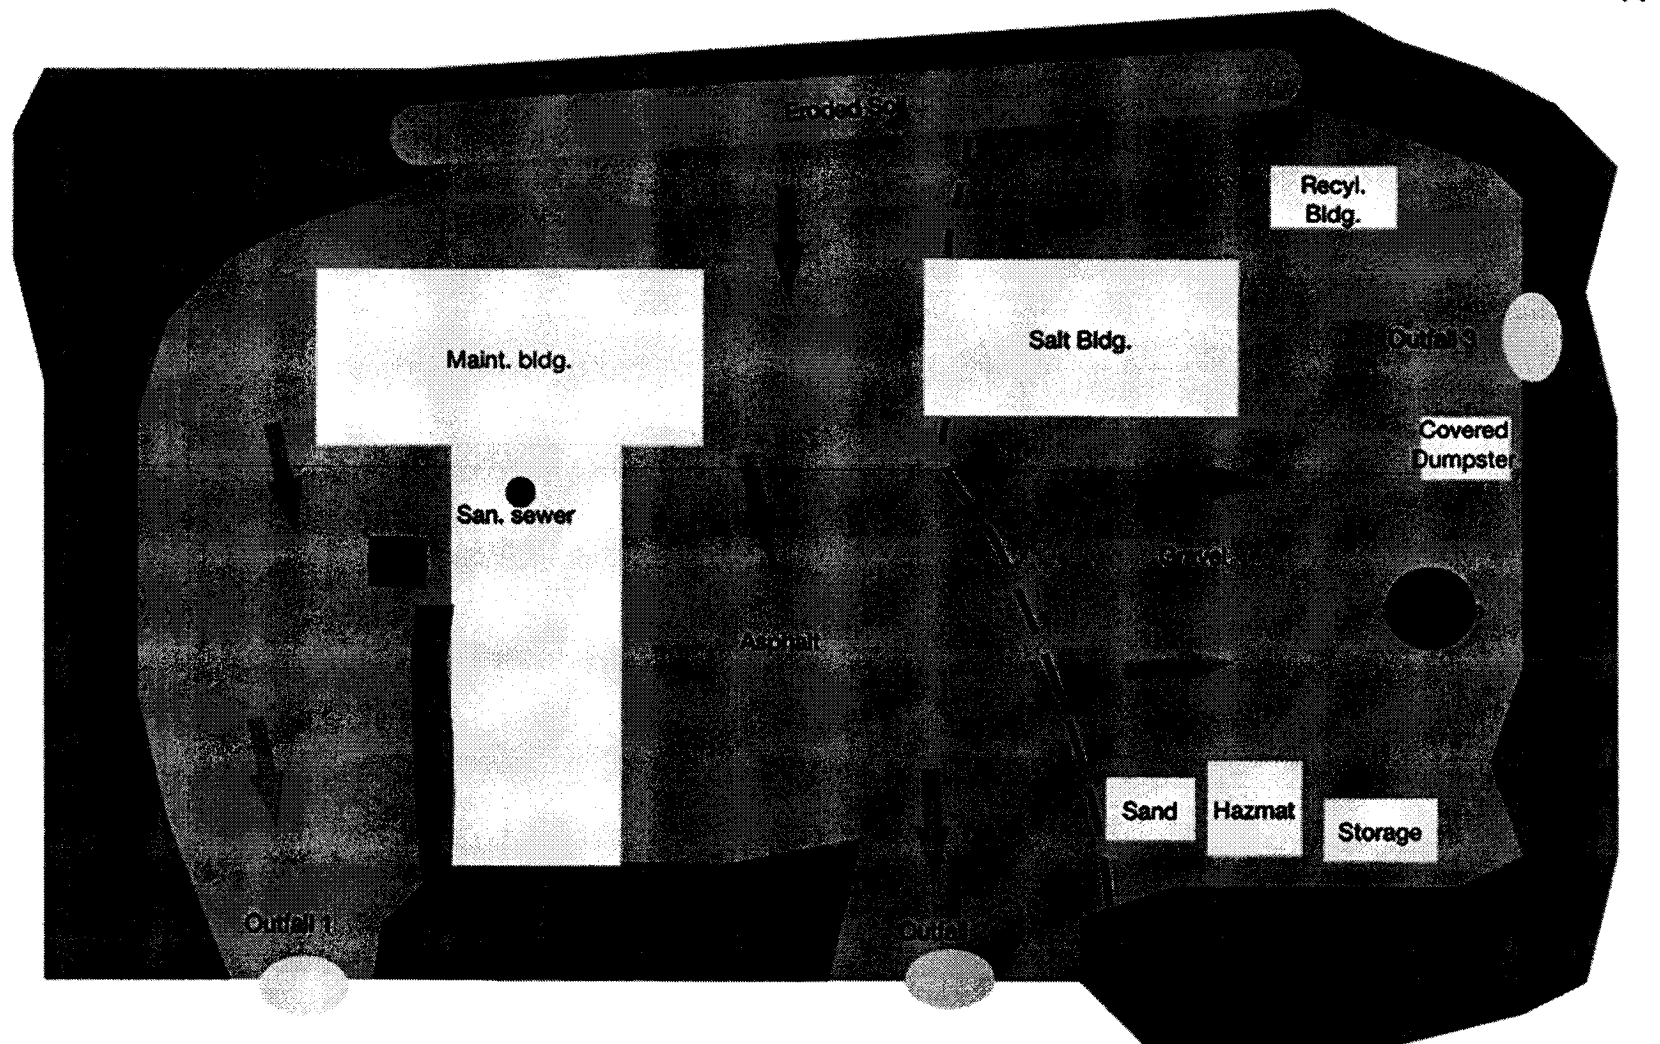 Eroded Soil
Recyl.
Bldg.
Maint. bldg.
Salt Bldg.
Outfall 3
Covered
Dumpster
San. sewer
Gravel
Asphalt
Sand
Hazmat
Storage
Outfall 1
Outfall